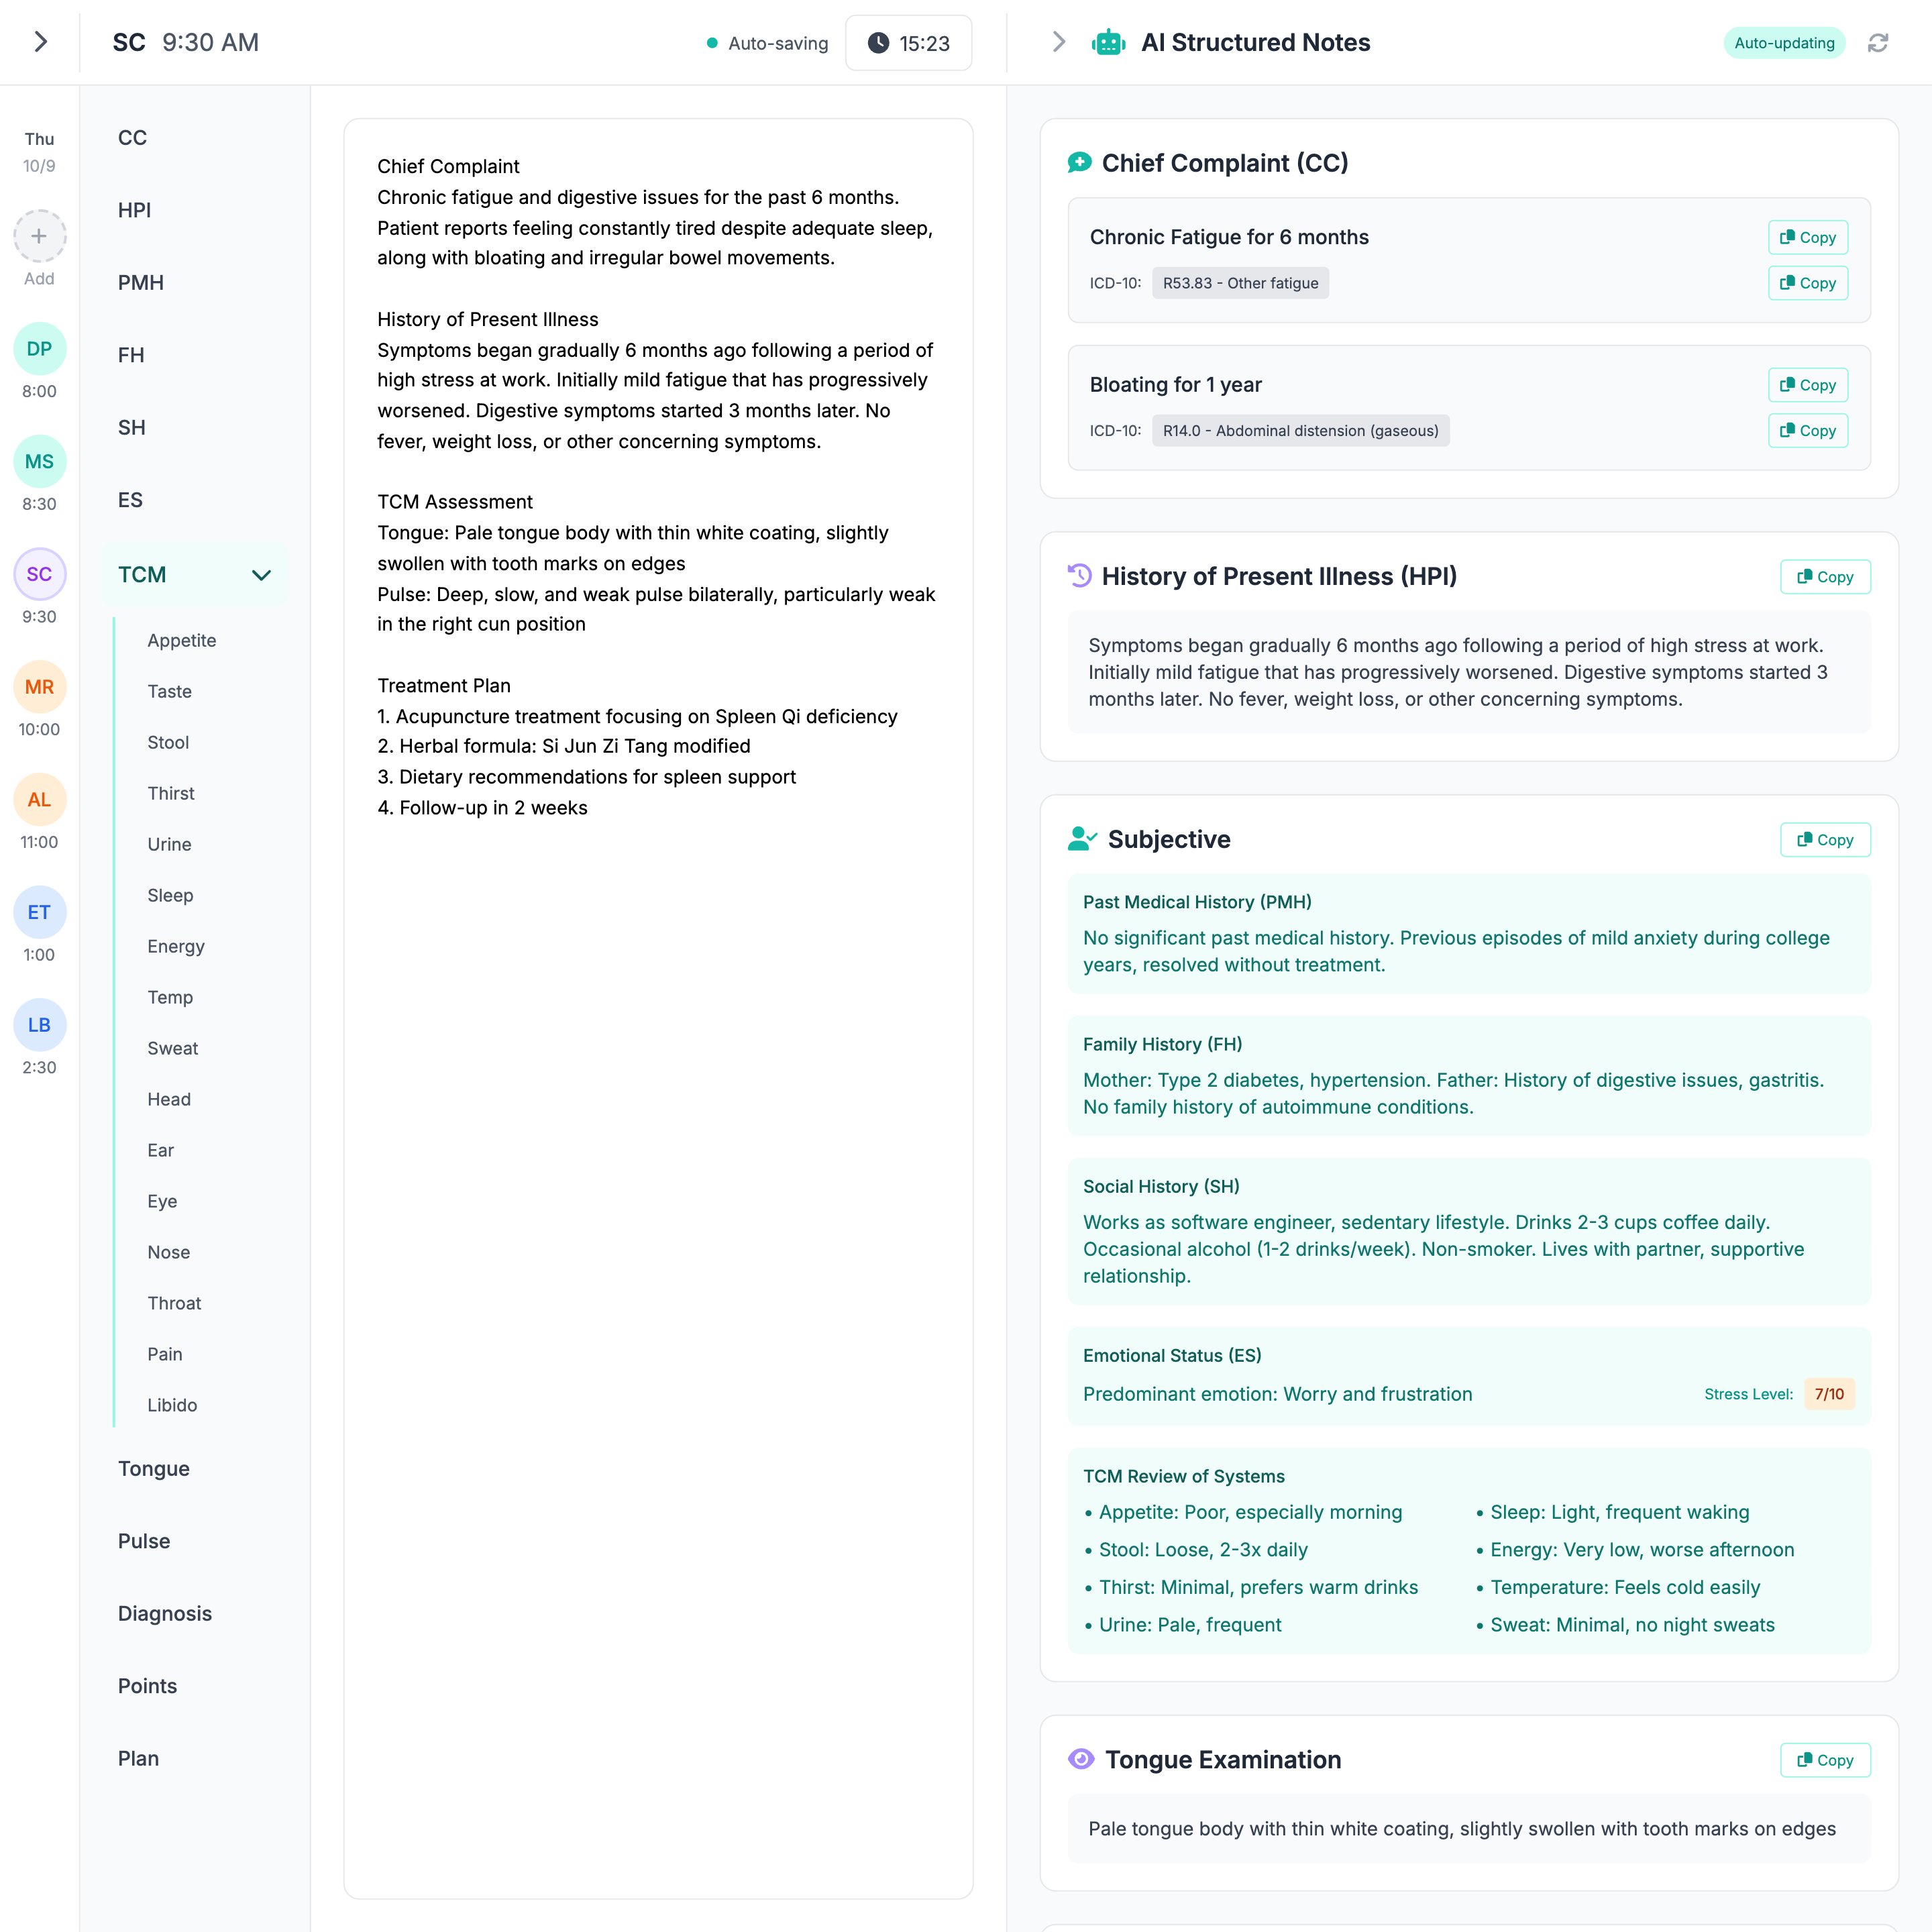 SC 9:30 AM
Auto-saving
15:23
AI Structured Notes
Auto-updating
Thu
10/9
Add
DP
8:00
MS
8:30
SC
9:30
MR
10:00
AL
11:00
ET
1:00
LB
2:30
CC
HPI
PMH
FH
SH
ES
TCM
Appetite
Taste
Stool
Thirst
Urine
Sleep
Energy
Temp
Sweat
Head
Ear
Eye
Nose
Throat
Pain
Libido
Tongue
Pulse
Diagnosis
Points
Plan
Chief Complaint
Chronic fatigue and digestive issues for the past 6 months.
Patient reports feeling constantly tired despite adequate sleep,
along with bloating and irregular bowel movements.
History of Present Illness
Symptoms began gradually 6 months ago following a period of
high stress at work. Initially mild fatigue that has progressively
worsened. Digestive symptoms started 3 months later. No
fever, weight loss, or other concerning symptoms.
TCM Assessment
Tongue: Pale tongue body with thin white coating, slightly
swollen with tooth marks on edges
Pulse: Deep, slow, and weak pulse bilaterally, particularly weak
in the right cun position
Treatment Plan
1. Acupuncture treatment focusing on Spleen Qi deficiency
2. Herbal formula: Si Jun Zi Tang modified
3. Dietary recommendations for spleen support
4. Follow-up in 2 weeks
Chief Complaint (CC)
Chronic Fatigue for 6 months
Copy
ICD-10: R53.83 - Other fatigue
Copy
Bloating for 1 year
Copy
ICD-10: R14.0 - Abdominal distension (gaseous)
Copy
History of Present Illness (HPI)
Copy
Symptoms began gradually 6 months ago following a period of high stress at work.
Initially mild fatigue that has progressively worsened. Digestive symptoms started 3
months later. No fever, weight loss, or other concerning symptoms.
Subjective
Copy
Past Medical History (PMH)
No significant past medical history. Previous episodes of mild anxiety during college
years, resolved without treatment.
Family History (FH)
Mother: Type 2 diabetes, hypertension. Father: History of digestive issues, gastritis.
No family history of autoimmune conditions.
Social History (SH)
Works as software engineer, sedentary lifestyle. Drinks 2-3 cups coffee daily.
Occasional alcohol (1-2 drinks/week). Non-smoker. Lives with partner, supportive
relationship.
Emotional Status (ES)
Predominant emotion: Worry and frustration
Stress Level: 7/10
TCM Review of Systems
• Appetite: Poor, especially morning
• Stool: Loose, 2-3x daily
• Thirst: Minimal, prefers warm drinks
• Urine: Pale, frequent
• Sleep: Light, frequent waking
• Energy: Very low, worse afternoon
• Temperature: Feels cold easily
• Sweat: Minimal, no night sweats
Tongue Examination
Copy
Pale tongue body with thin white coating, slightly swollen with tooth marks on edges